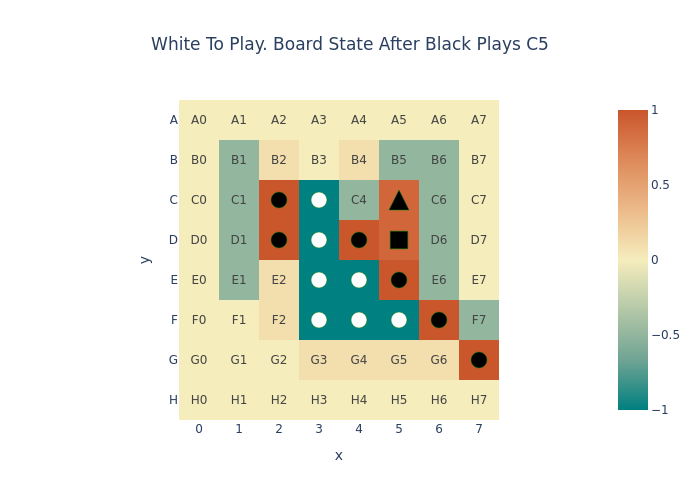 White To Play. Board State After Black Plays C5
A A0 A1 A2 A3 A4 A5 A6 A7
B B0 B1 B2 B3 B4 B5 B6 B7
C C0 C1 C4 C6 C7
D D0 D1 D6 D7
E E0 E1 E2 E6 E7
F F0 F1 F2 F7
G G0 G1 G2 G3 G4 G5 G6
H H0 H1 H2 H3 H4 H5 H6 H7
0 1 2 3 4 5 6 7
x
y
1
0.5
0
−0.5
−1